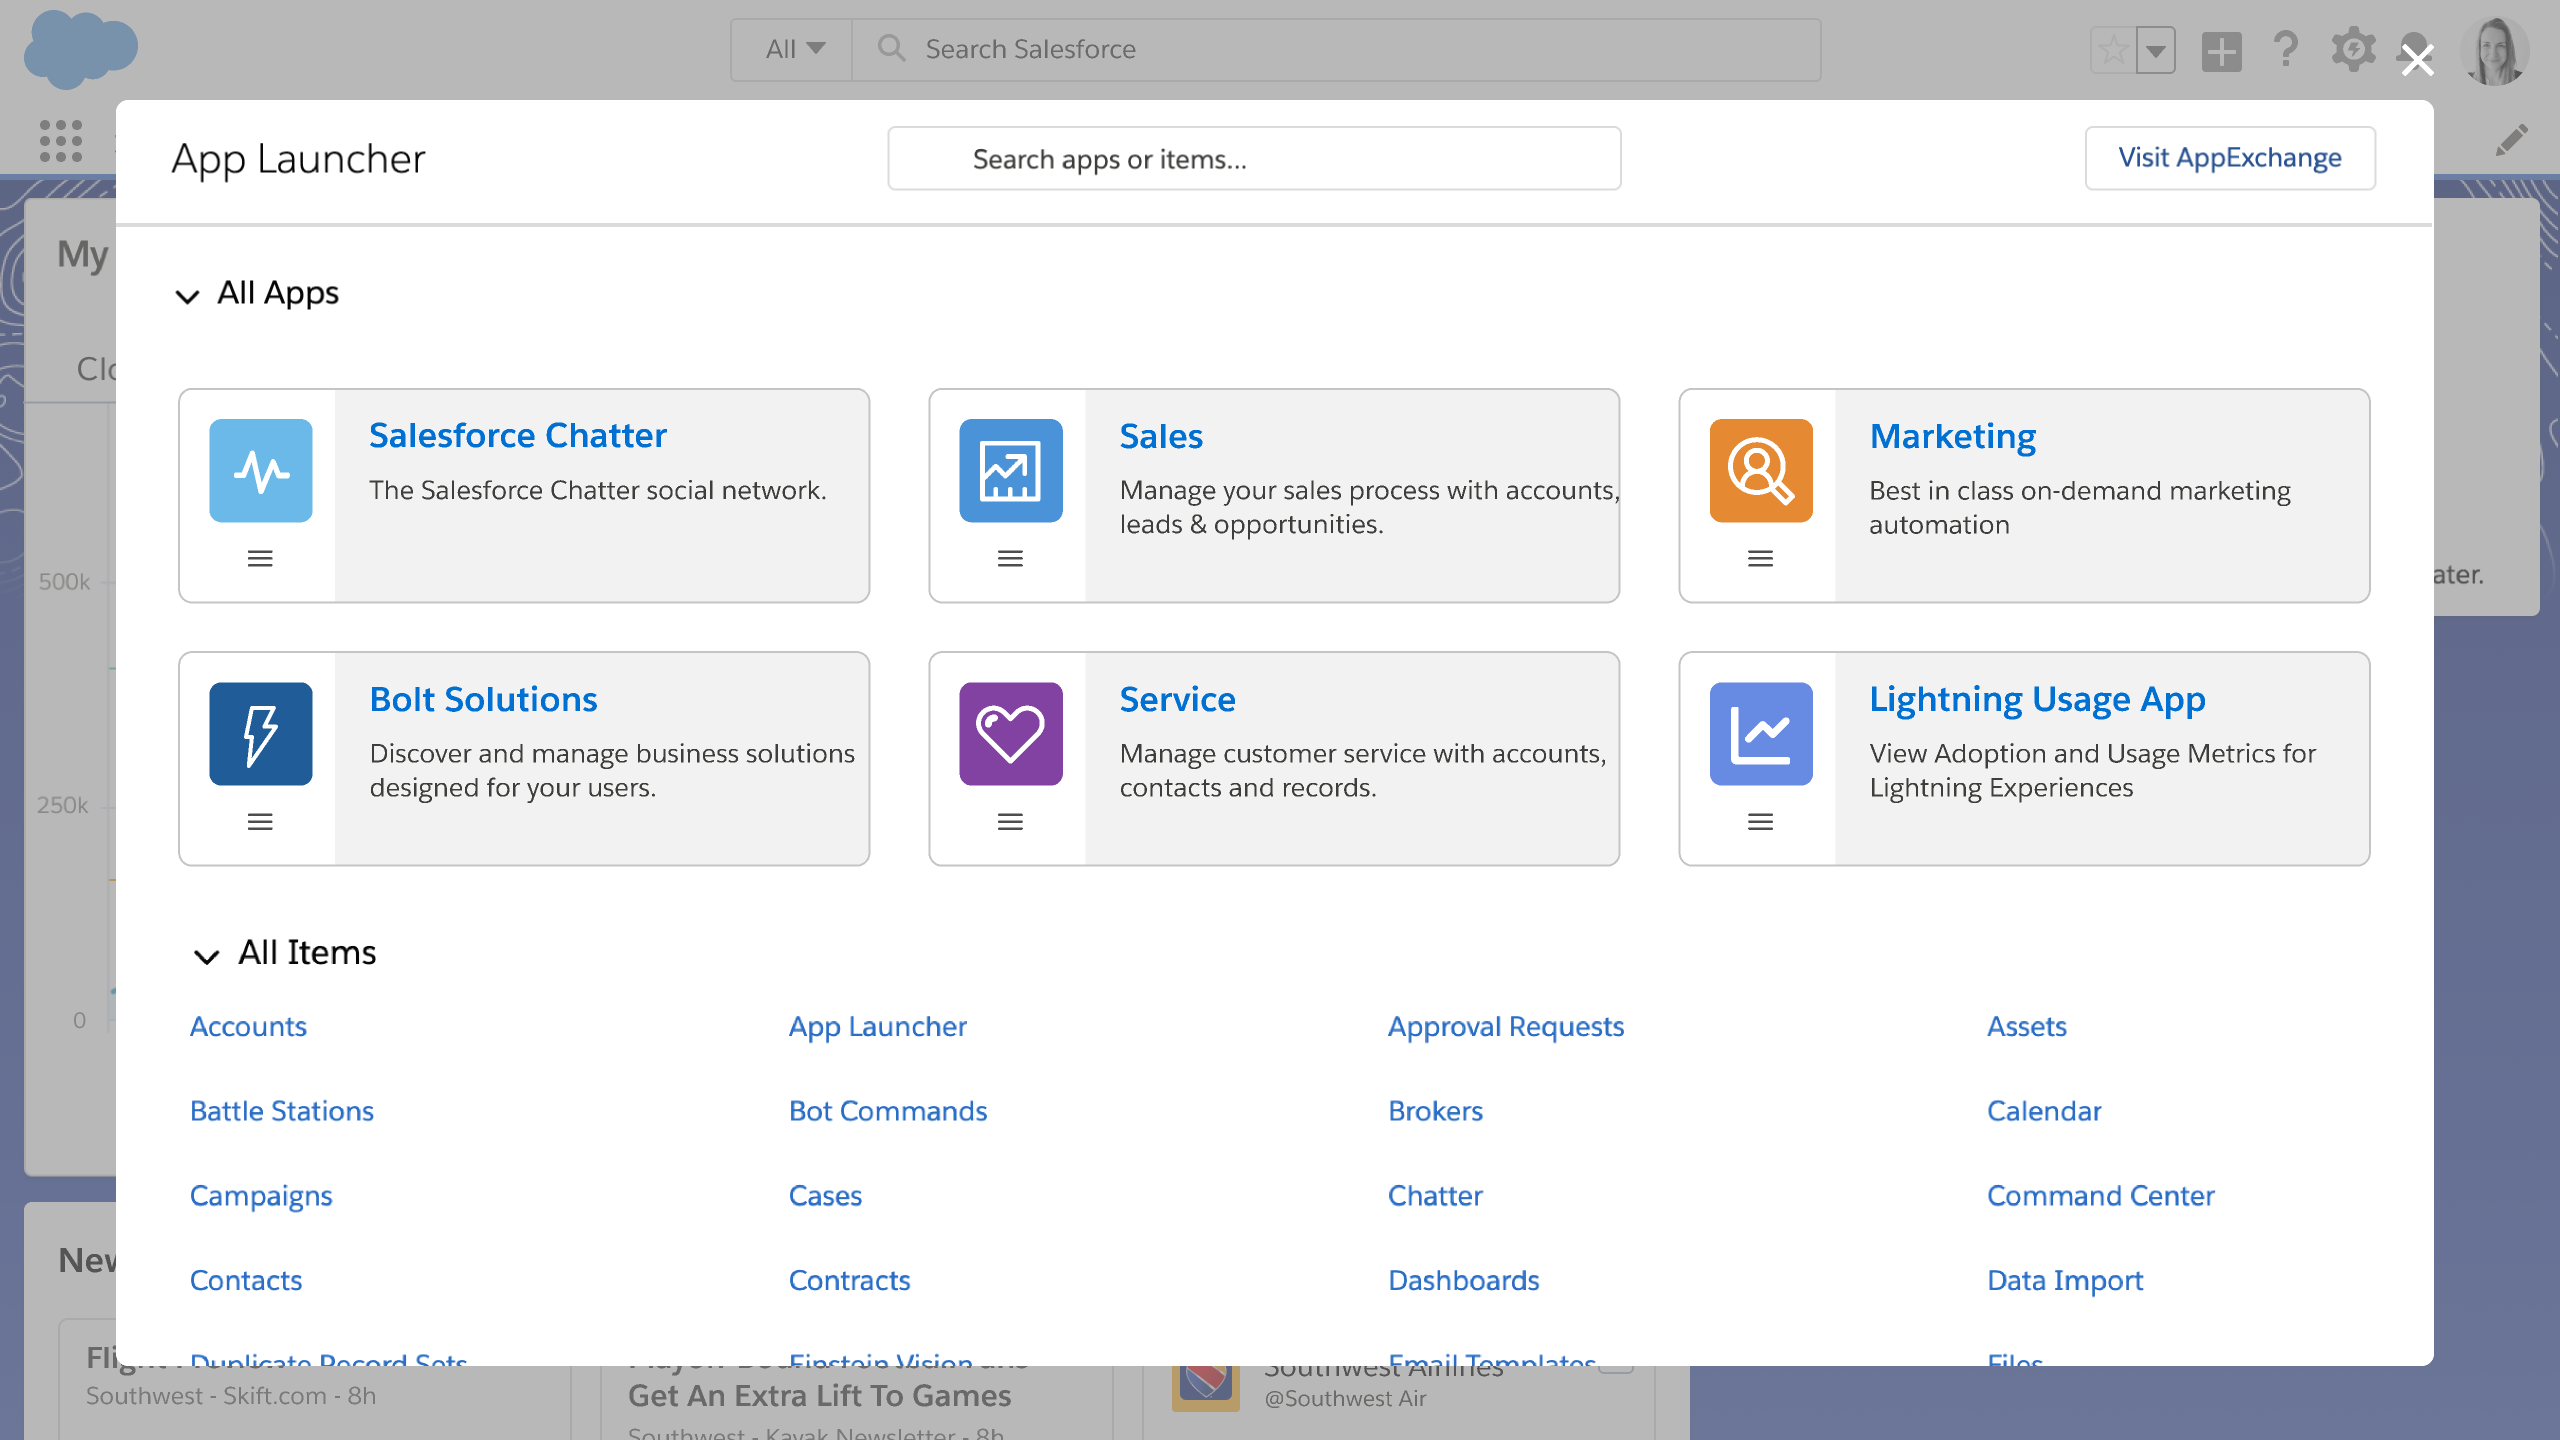 All
Search Salesforce
App Launcher
Search apps or items...
Visit AppExchange
My
All Apps
Salesforce Chatter
The Salesforce Chatter social network.
Sales
Manage your sales process with accounts,
leads & opportunities.
Marketing
Best in class on-demand marketing
automation
500k
ater.
Bolt Solutions
Discover and manage business solutions
designed for your users.
Service
Manage customer service with accounts,
contacts and records.
Lightning Usage App
View Adoption and Usage Metrics for
Lightning Experiences
250k
0
All Items
Accounts
App Launcher
Approval Requests
Assets
Battle Stations
Bot Commands
Brokers
Calendar
Campaigns
Cases
Chatter
Command Center
Contacts
Contracts
Dashboards
Data Import
Duplicate Record Sets
Einstein Vision
Email Templates
Files
Southwest - Skift.com - 8h
Get An Extra Lift To Games
Southwest - Kayak Newsletter - 8h
Southwest Airlines
@Southwest Air